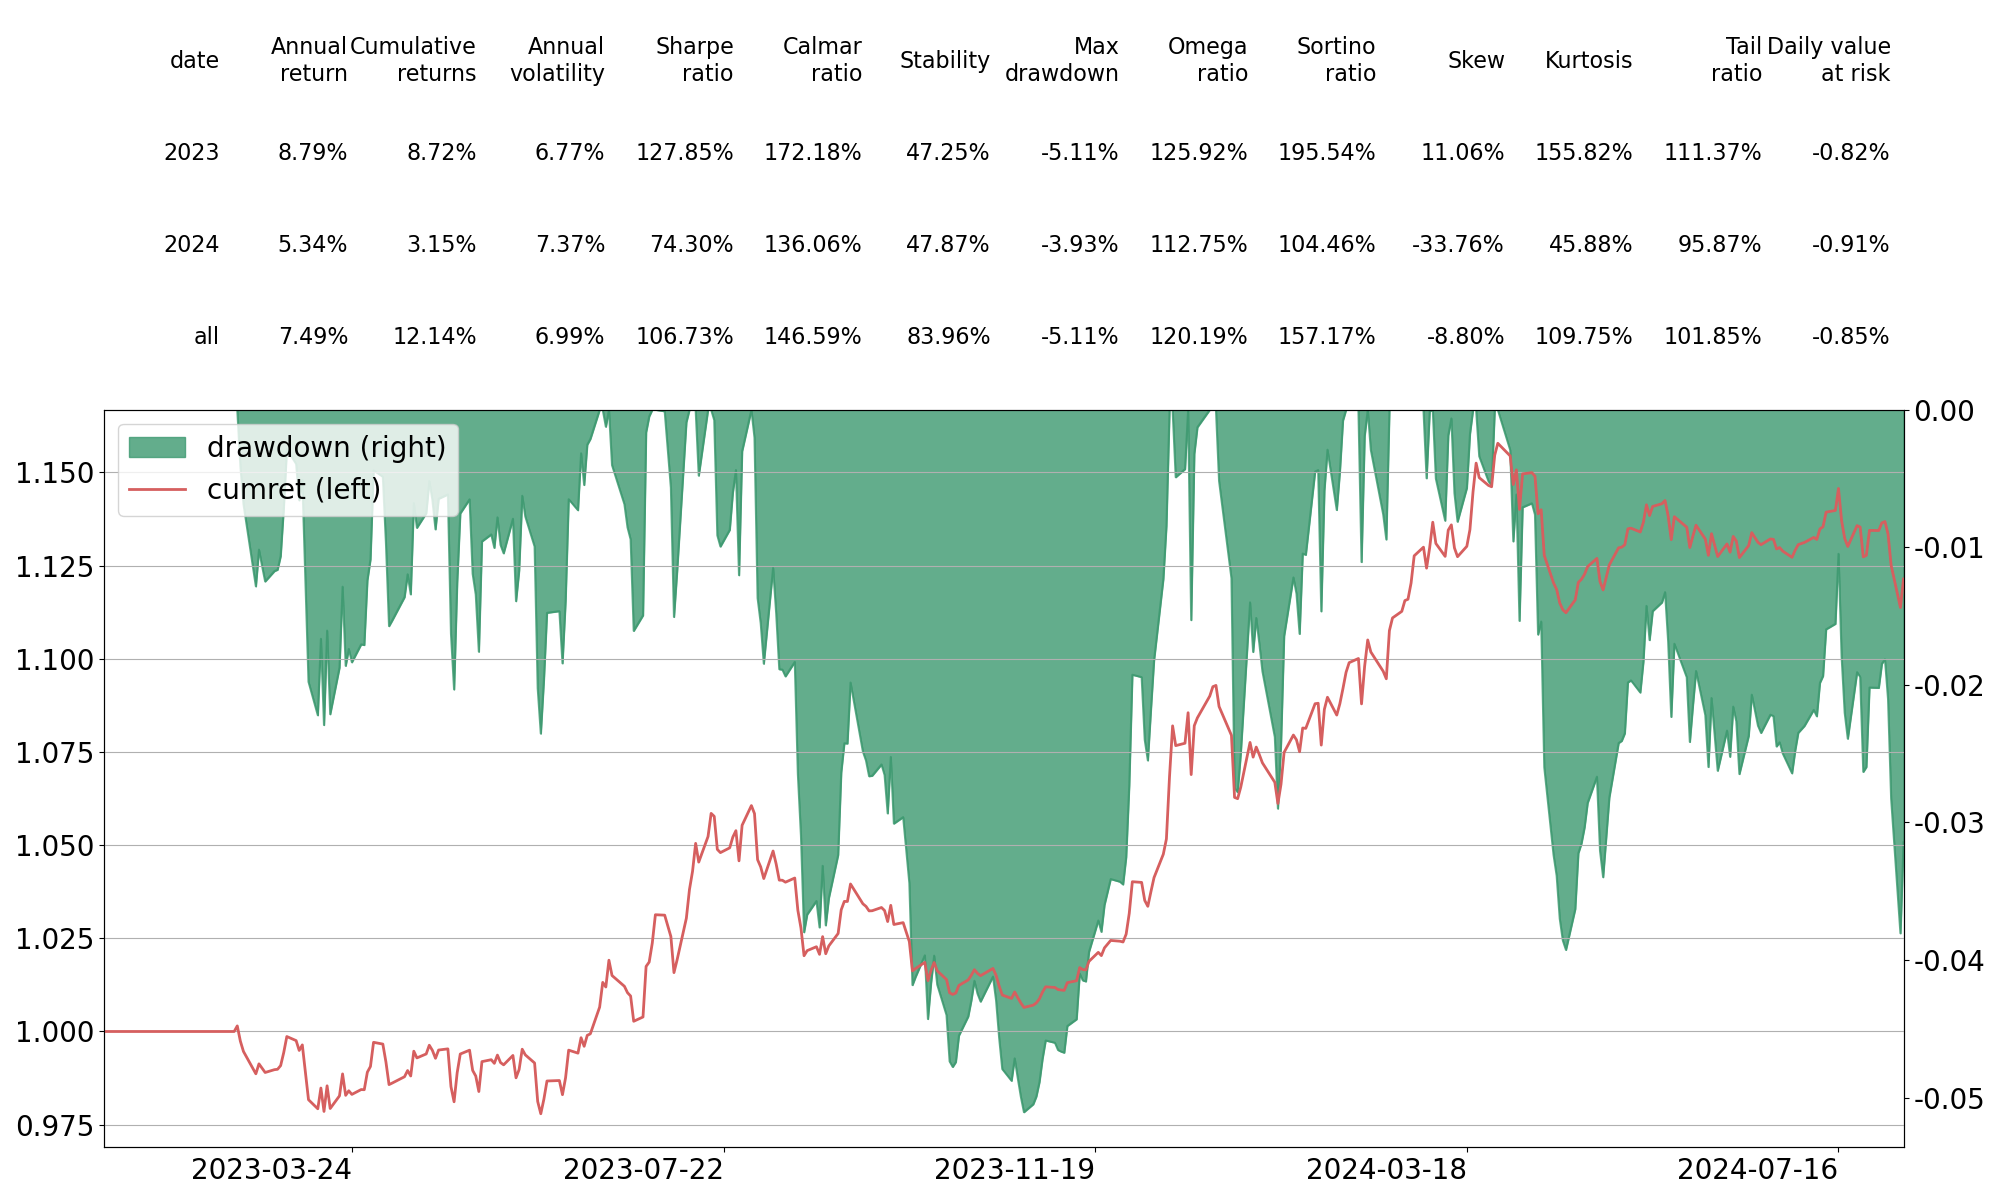 date Annual return Cumulative returns Annual volatility Sharpe ratio Calmar ratio Stability Max drawdown Omega ratio Sortino ratio Skew Kurtosis Tail ratio Daily value at risk
2023 8.79% 8.72% 6.77% 127.85% 172.18% 47.25% -5.11% 125.92% 195.54% 11.06% 155.82% 111.37% -0.82%
2024 5.34% 3.15% 7.37% 74.30% 136.06% 47.87% -3.93% 112.75% 104.46% -33.76% 45.88% 95.87% -0.91%
all 7.49% 12.14% 6.99% 106.73% 146.59% 83.96% -5.11% 120.19% 157.17% -8.80% 109.75% 101.85% -0.85%
drawdown (right)
cumret (left)
1.150
1.125
1.100
1.075
1.050
1.025
1.000
0.975
0.00
-0.01
-0.02
-0.03
-0.04
-0.05
2023-03-24 2023-07-22 2023-11-19 2024-03-18 2024-07-16